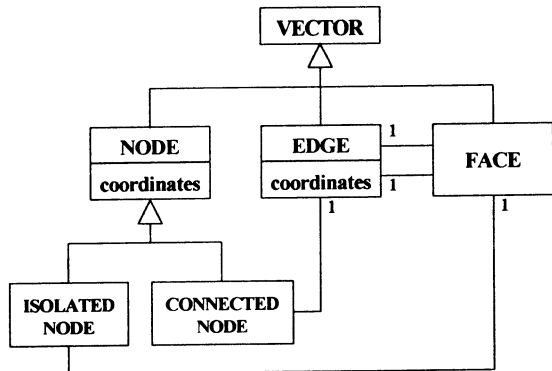 VECTOR
NODE
coordinates
EDGE
coordinates
1
1
1
FACE
1
ISOLATED
NODE
CONNECTED
NODE